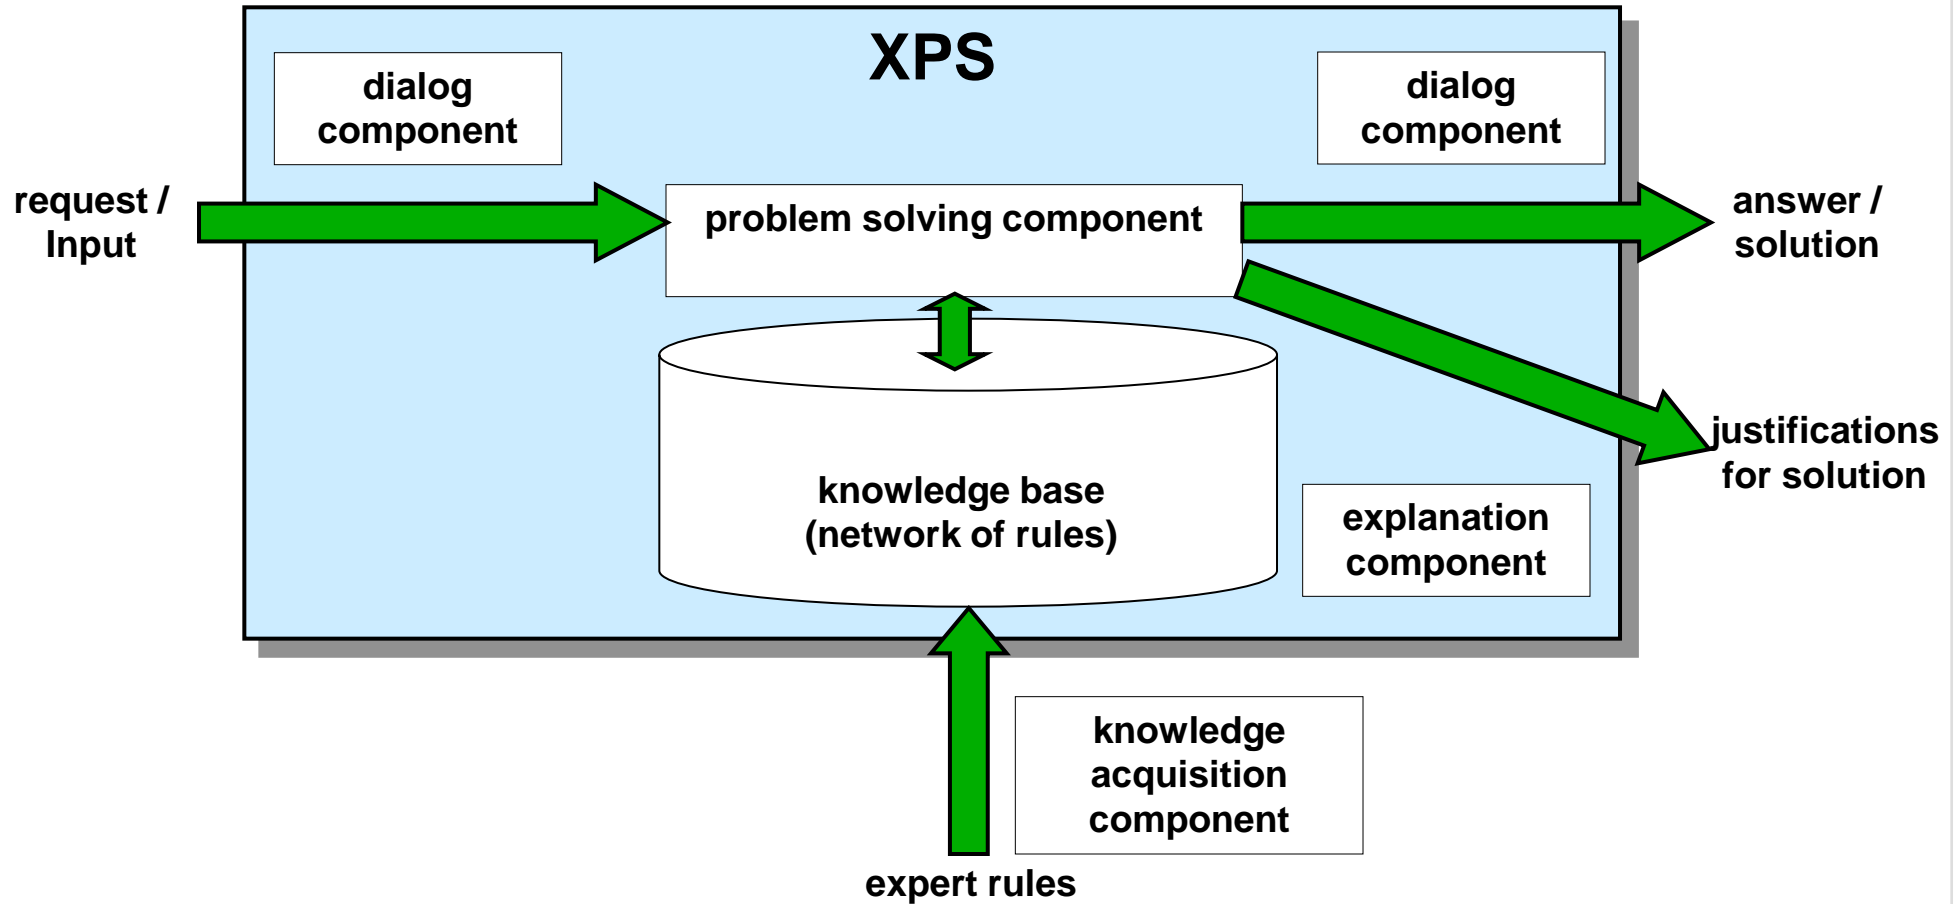 XPS
dialog
component
dialog
component
request /
Input
problem solving component
answer /
solution
justifications
for solution
knowledge base
(network of rules)
explanation
component
knowledge
acquisition
component
expert rules